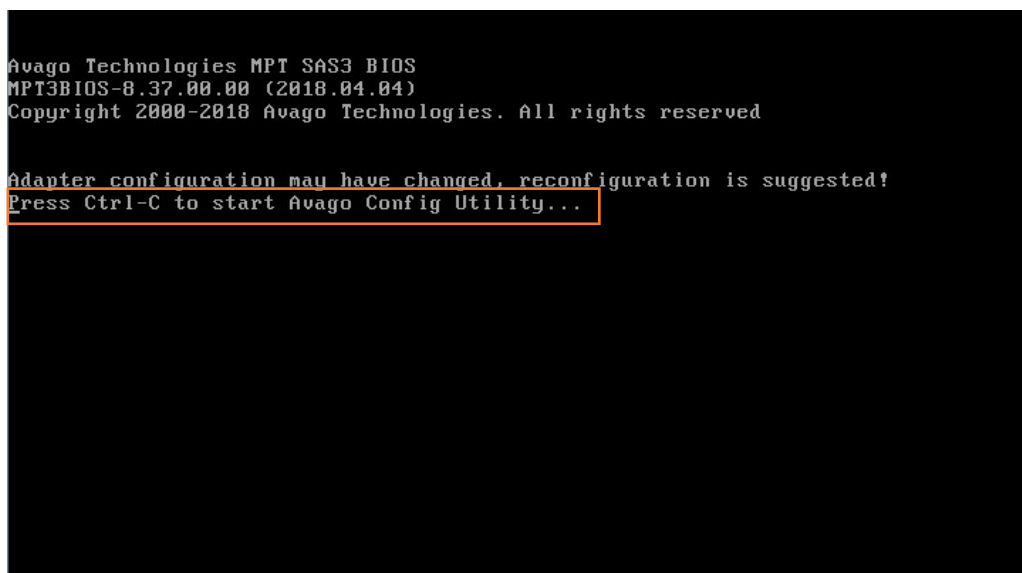 Avago Technologies MPT SAS3 BIOS
MPT3BIOS-8.37.00.00 (2018.04.04)
Copyright 2000-2018 Avago Technologies. All rights reserved
Adapter configuration may have changed, reconfiguration is suggested!
Press Ctrl-C to start Avago Config Utility...